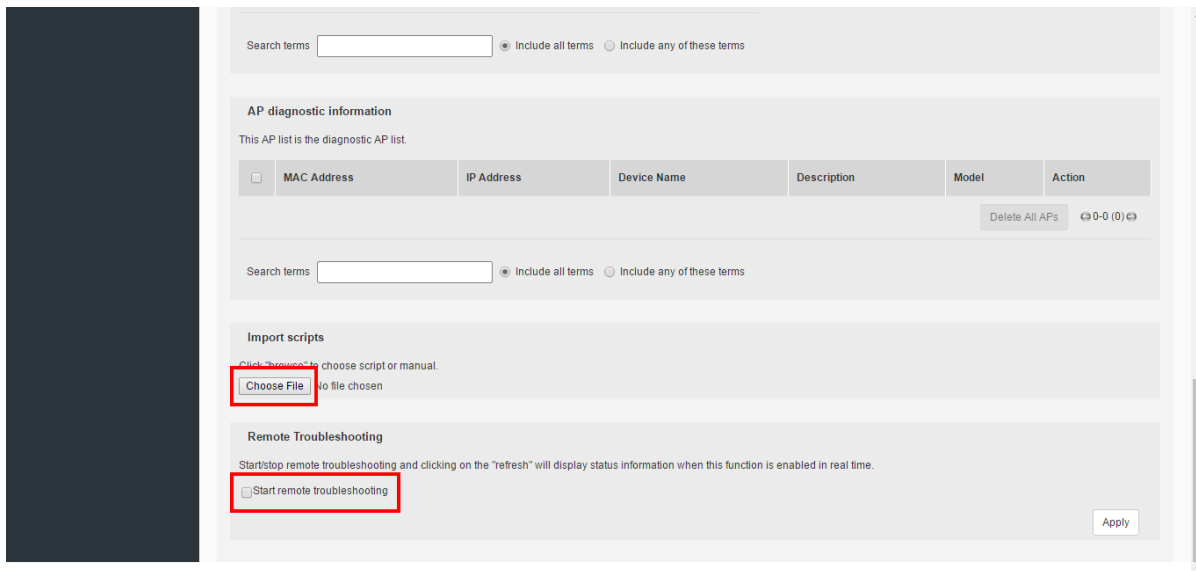 Search terms Include all terms Include any of these terms
AP diagnostic information
This AP list is the diagnostic AP list.
MAC Address IP Address Device Name Description Model Action
Delete All APs 0-0 (0)
Search terms Include all terms Include any of these terms
Import scripts
Click "browse" to choose script or manual.
Choose File No file chosen
Remote Troubleshooting
Start/stop remote troubleshooting and clicking on the "refresh" will display status information when this function is enabled in real time.
Start remote troubleshooting
Apply